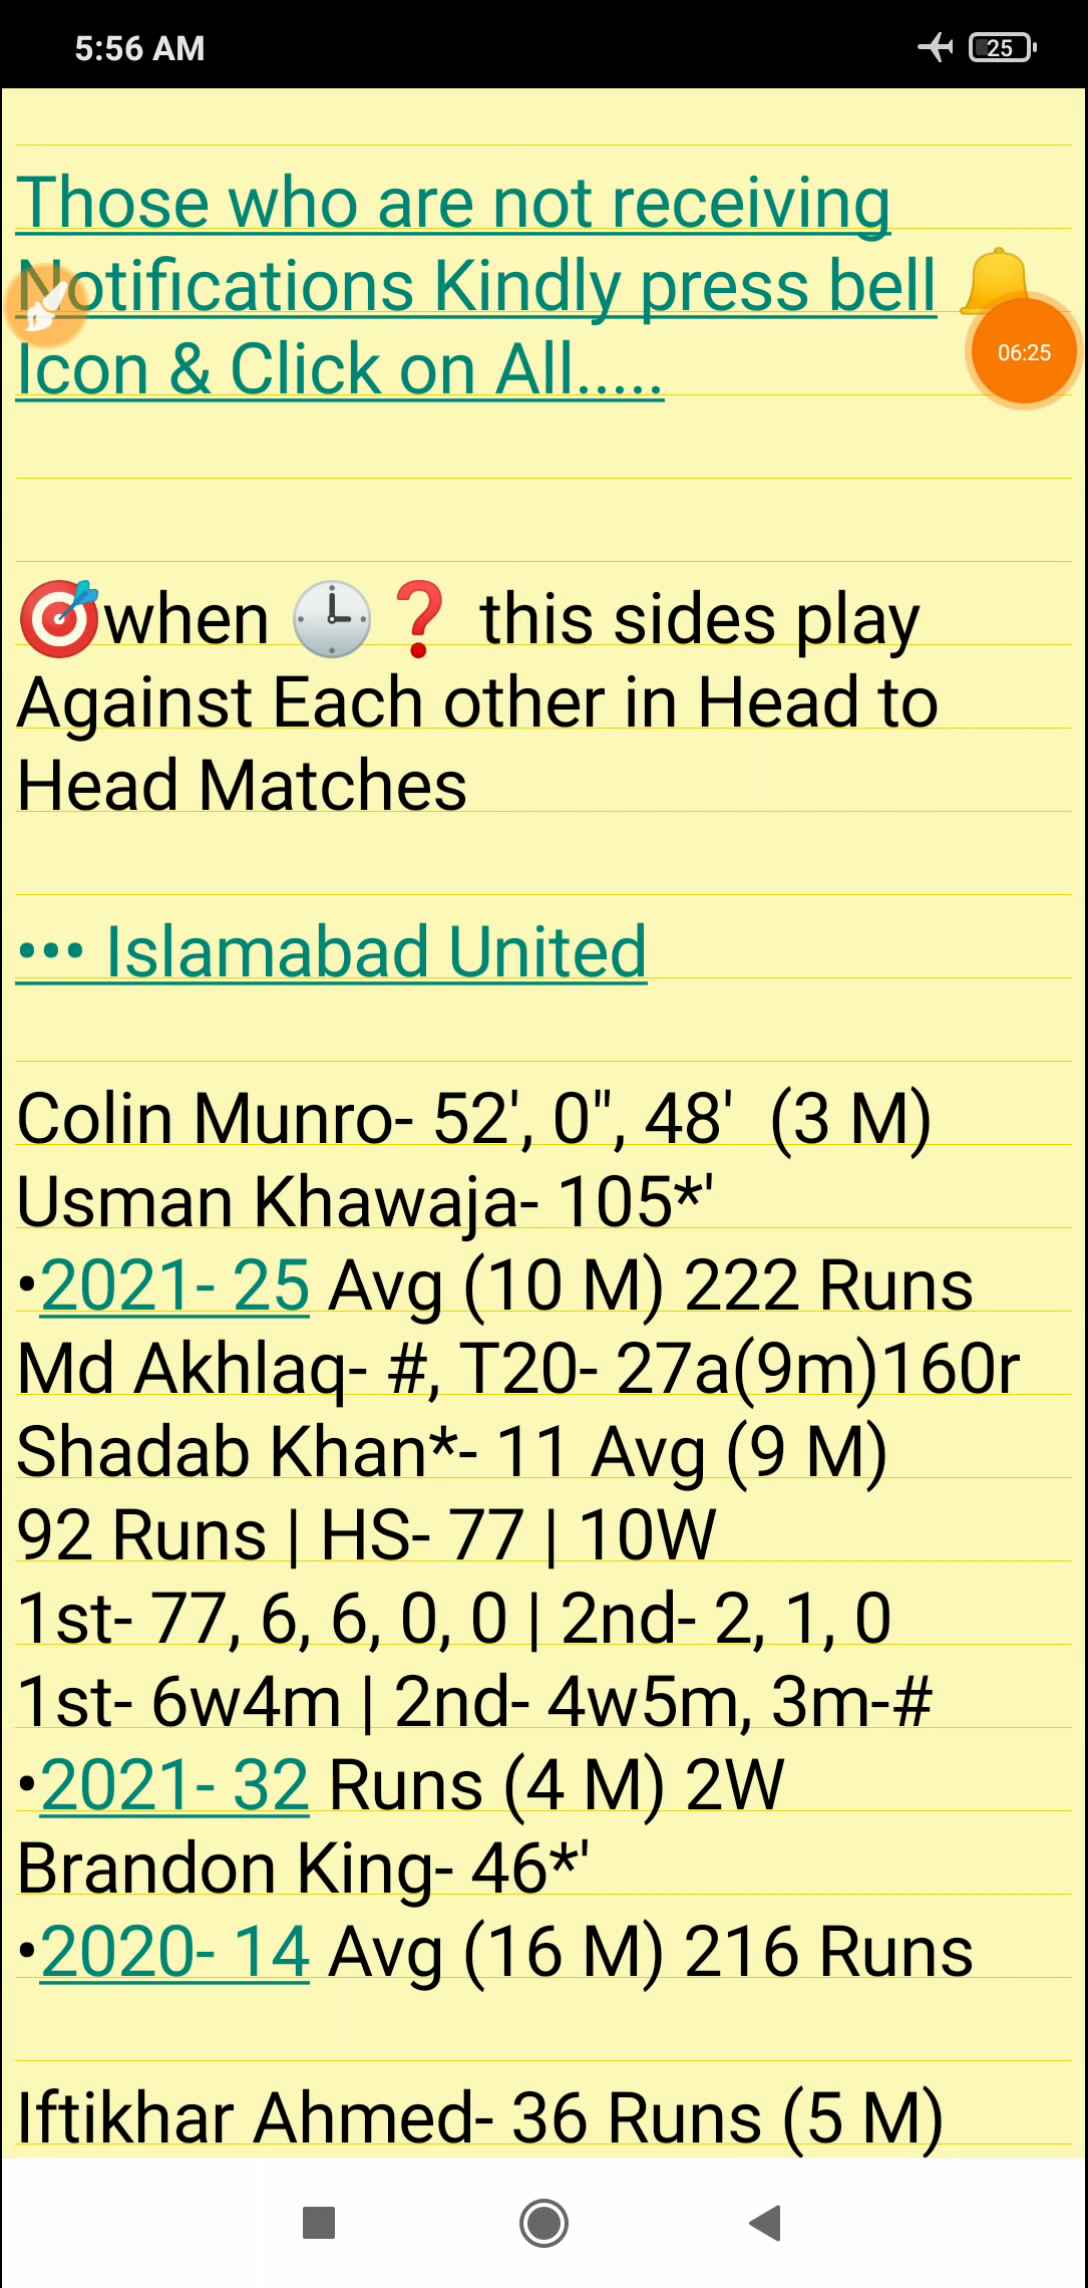 5:56 AM
25
Those who are not receiving
Notifications Kindly press bell 🔔
06:25
Icon & Click on All.....
🎯when 🕒❓ this sides play
Against Each other in Head to
Head Matches
••• Islamabad United
Colin Munro- 52', 0", 48'  (3 M)
Usman Khawaja- 105*'
•2021- 25 Avg (10 M) 222 Runs
Md Akhlaq- #, T20- 27a(9m)160r
Shadab Khan*- 11 Avg (9 M)
92 Runs | HS- 77 | 10W
1st- 77, 6, 6, 0, 0 | 2nd- 2, 1, 0
1st- 6w4m | 2nd- 4w5m, 3m-#
•2021- 32 Runs (4 M) 2W
Brandon King- 46*'
•2020- 14 Avg (16 M) 216 Runs
Iftikhar Ahmed- 36 Runs (5 M)